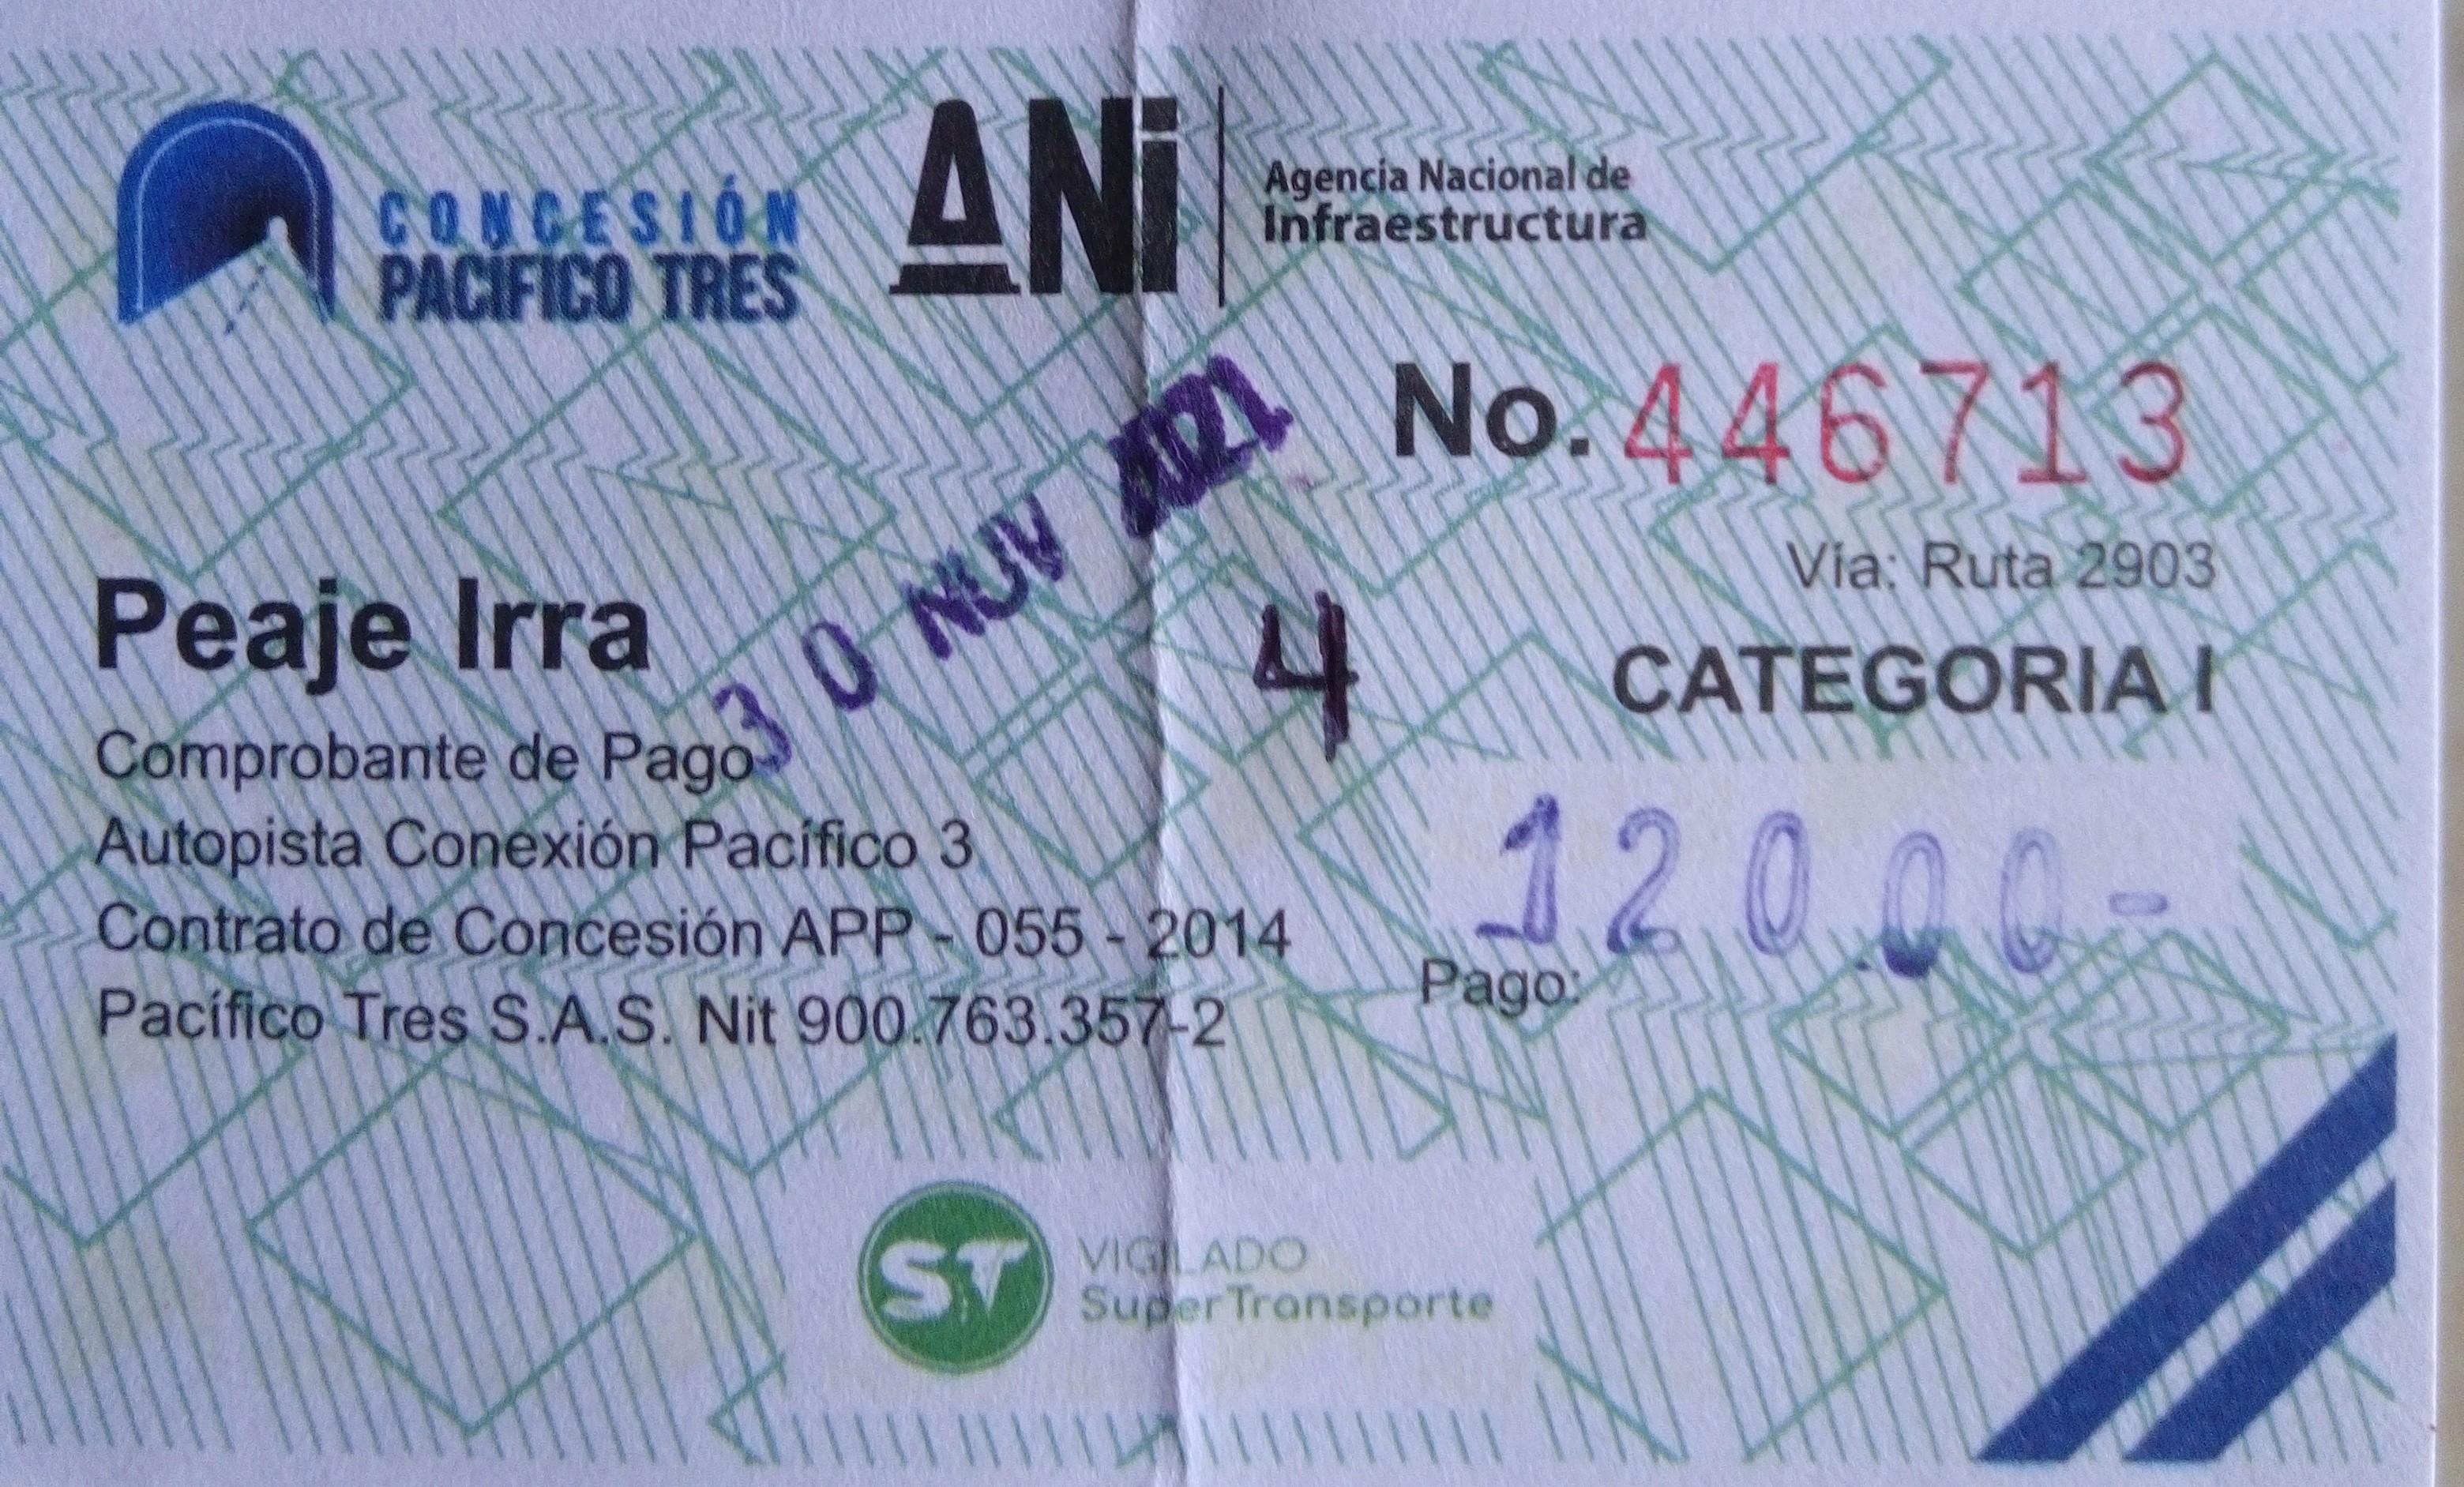 CONCESIÓN
PACÍFICO TRES
ANi
Agencia Nacional de
Infraestructura
No. 446713
Vía: Ruta 2903
30 NOV 2021
Peaje Irra
4
CATEGORIA I
Comprobante de Pago
Autopista Conexión Pacífico 3
Contrato de Concesión APP - 055 - 2014
Pacífico Tres S.A.S. Nit 900.763.357-2
Pago: 12000-
ST
VIGILADO
SuperTransporte